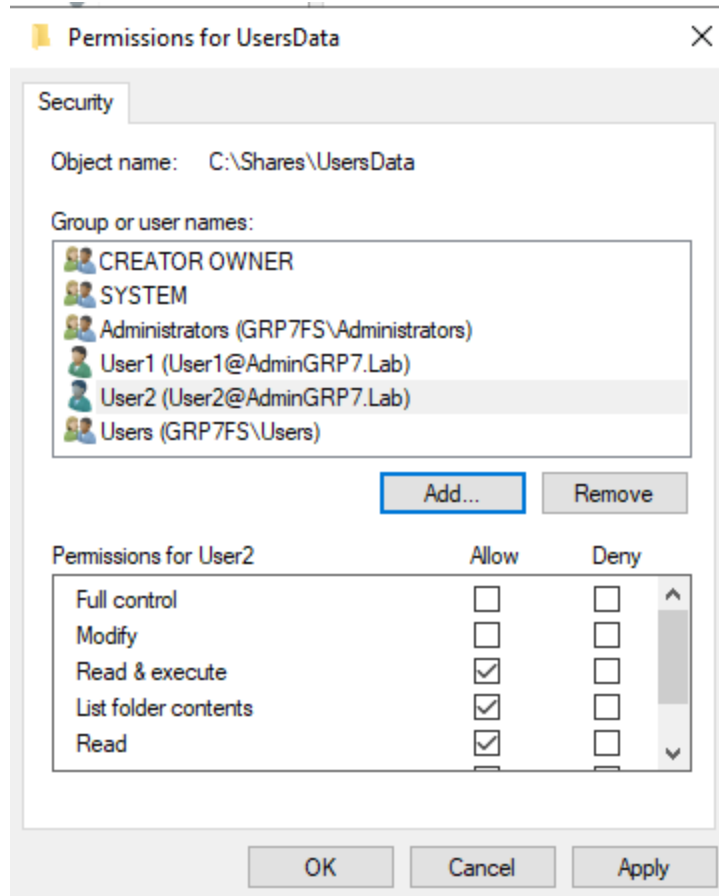 Permissions for UsersData
Security
Object name: C:\Shares\UsersData
Group or user names:
CREATOR OWNER
SYSTEM
Administrators (GRP7FS\Administrators)
User1 (User1@AdminGRP7.Lab)
User2 (User2@AdminGRP7.Lab)
Users (GRP7FS\Users)
Add... Remove
Permissions for User2 Allow Deny
Full control
Modify
Read & execute
List folder contents
Read
OK Cancel Apply